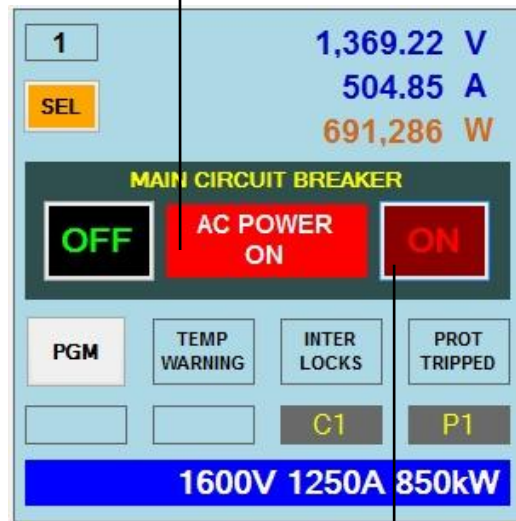 1
1,369.22 V
SEL
504.85 A
691,286 W
MAIN CIRCUIT BREAKER
OFF
AC POWER
ON
ON
PGM
TEMP
WARNING
INTER
LOCKS
PROT
TRIPPED
C1
P1
1600V 1250A 850kW